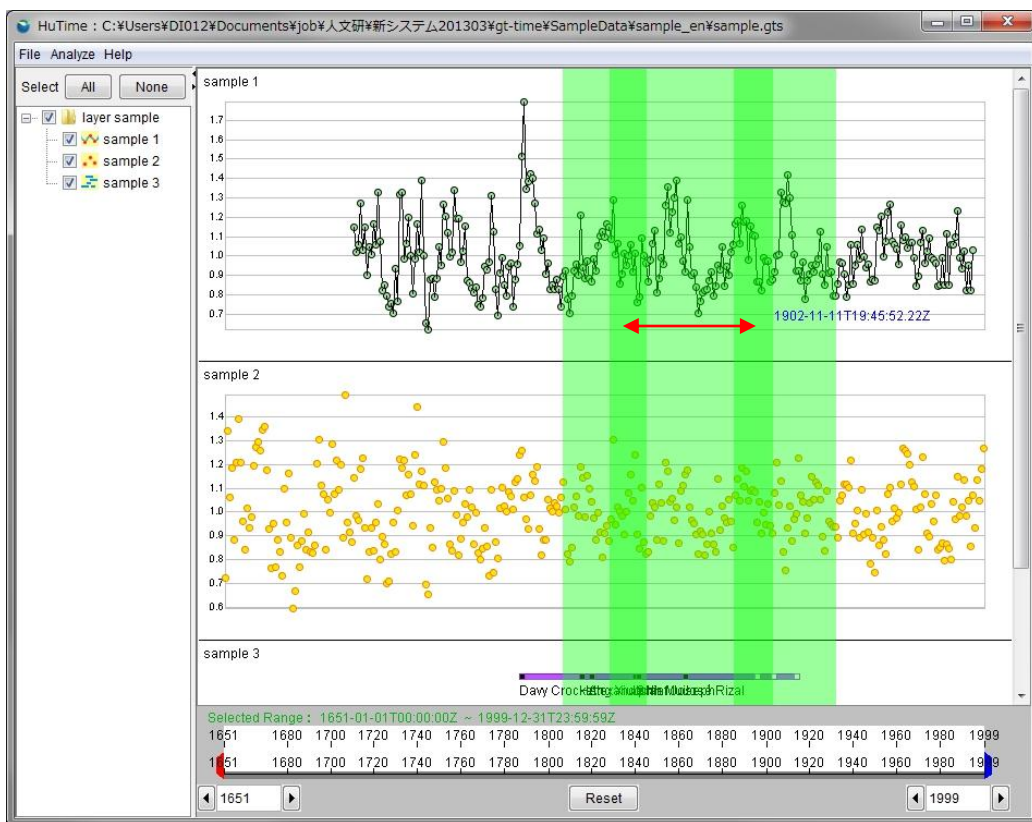 HuTime : C:¥Users¥DI012¥Documents¥job¥人文研¥新システム201303¥gt-time¥SampleData¥sample_en¥sample.gts
File Analyze Help
Select All None
layer sample
sample 1
sample 2
sample 3
sample 1
1.7
1.6
1.5
1.4
1.3
1.2
1.1
1.0
0.9
0.8
0.7
1902-11-11T19:45:52.22Z
sample 2
1.4
1.3
1.2
1.1
1.0
0.9
0.8
0.7
0.6
sample 3
Davy Crockett Rizal
Selected Range : 1651-01-01T00:00:00Z ~ 1999-12-31T23:59:59Z
1651 1680 1700 1720 1740 1760 1780 1800 1820 1840 1860 1880 1900 1920 1940 1960 1980 1999
1651 1680 1700 1720 1740 1760 1780 1800 1820 1840 1860 1880 1900 1920 1940 1960 1980 1999
1651 Reset 1999